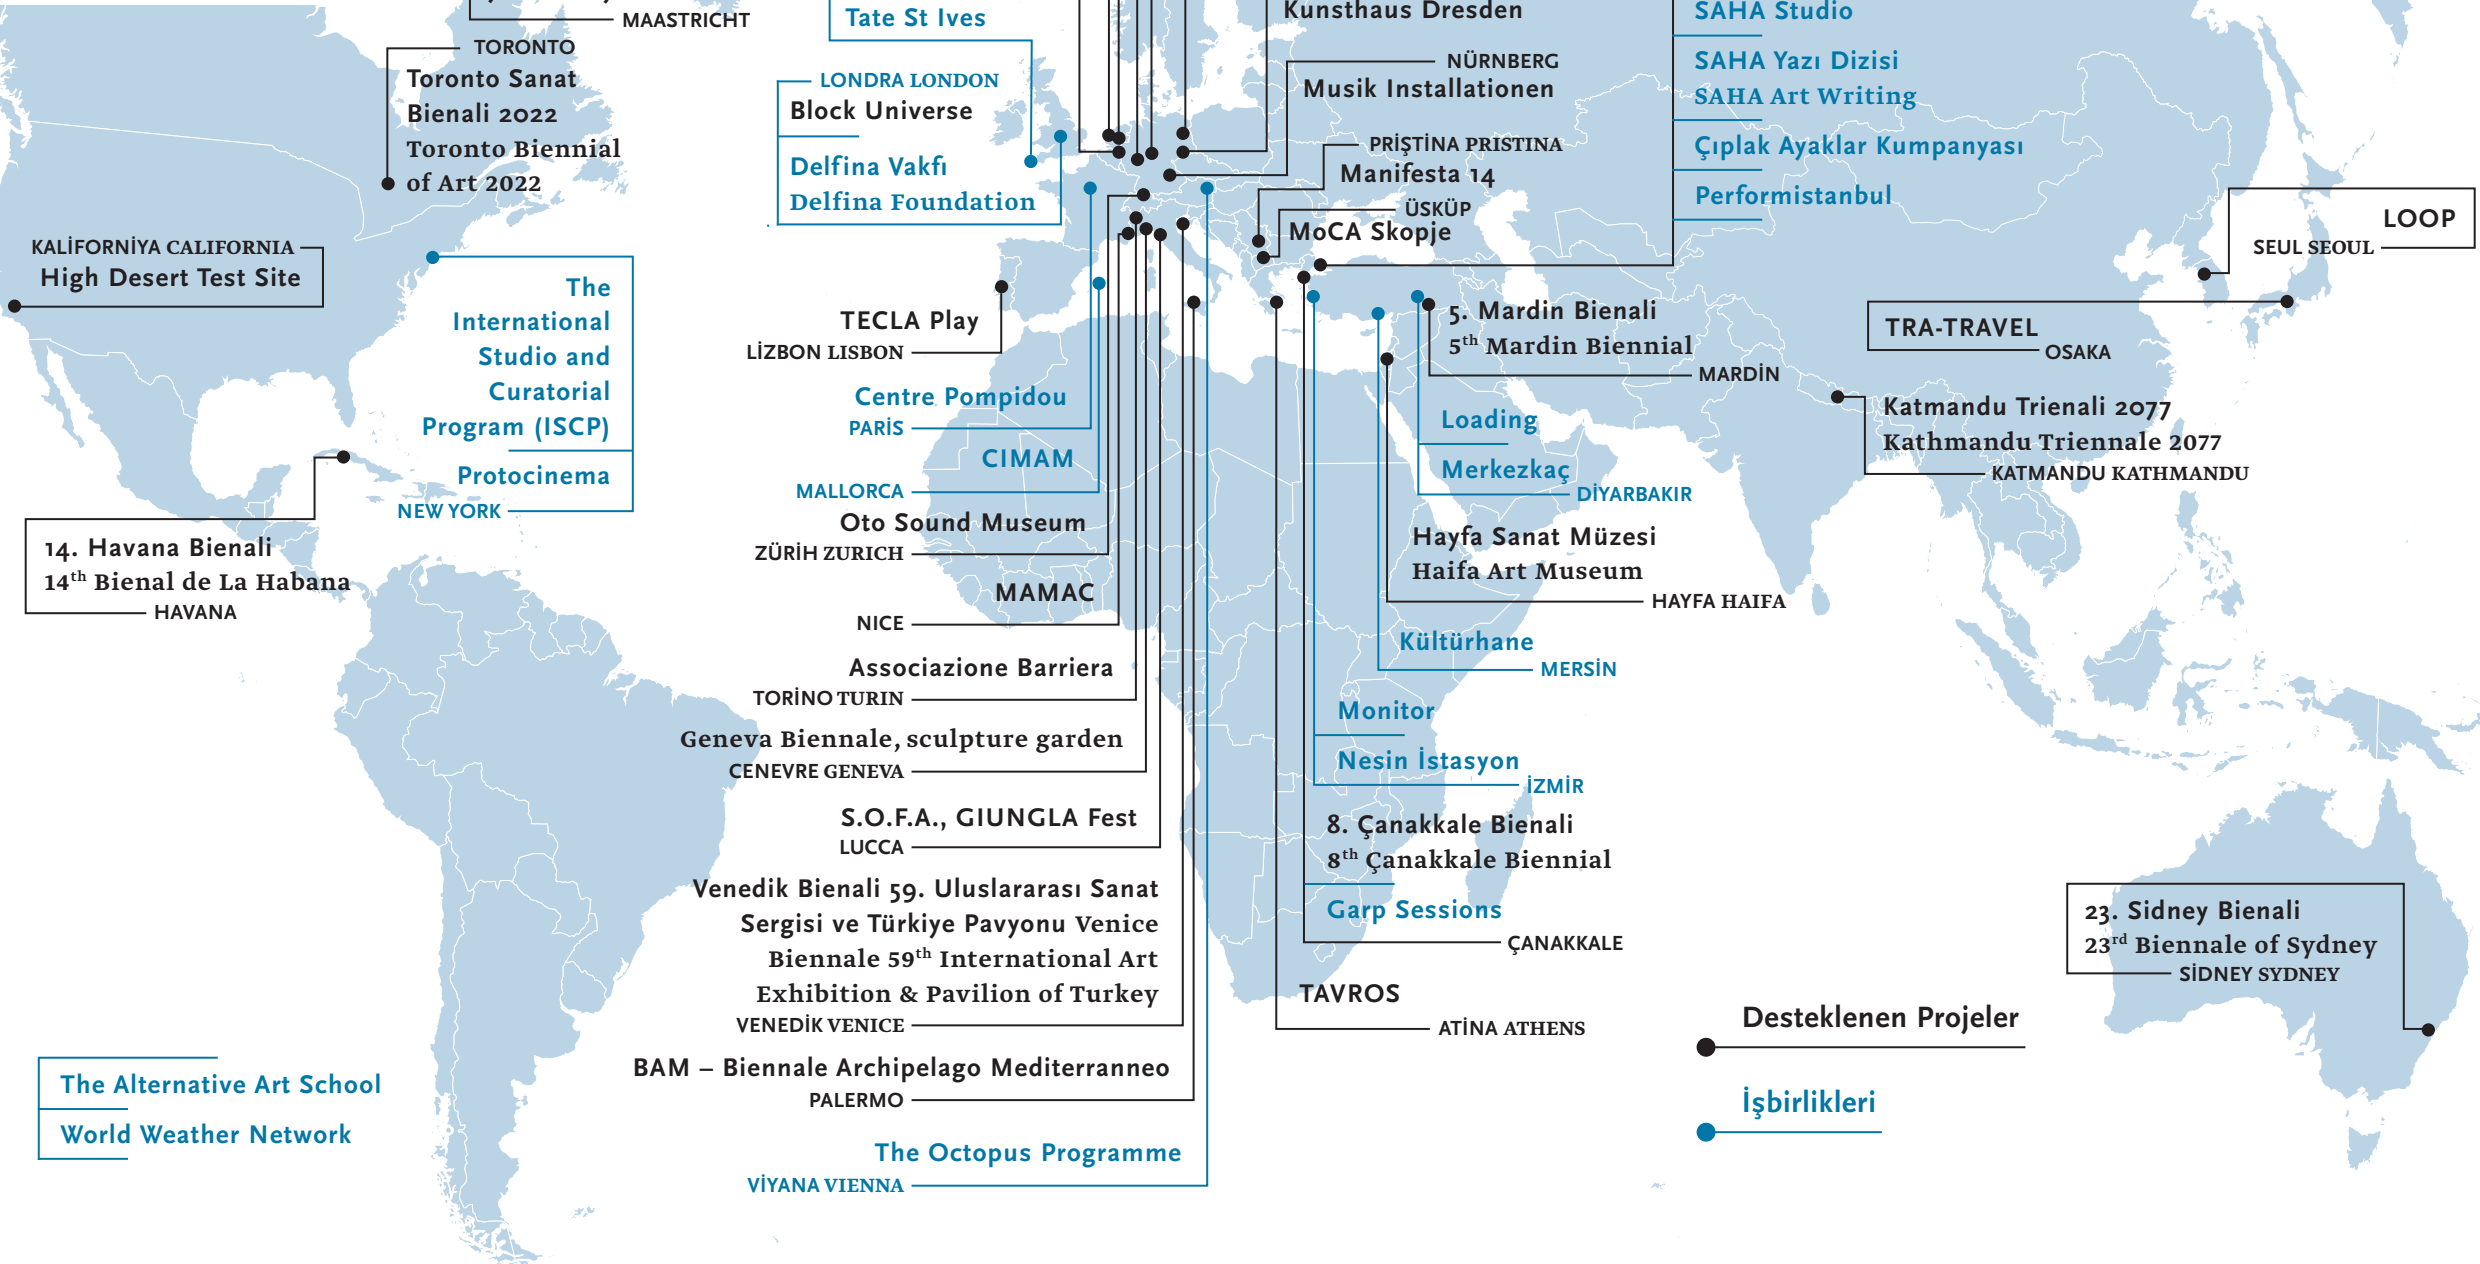 MAASTRICHT
TORONTO
Toronto Sanat
Bienali 2022
Toronto Biennial
of Art 2022
KALİFORNİYA CALIFORNIA
High Desert Test Site
The
International
Studio and
Curatorial
Program (ISCP)
Protocinema
NEW YORK
14. Havana Bienali
14th Bienal de La Habana
HAVANA
The Alternative Art School
World Weather Network
Tate St Ives
LONDRA LONDON
Block Universe
Delfina Vakfı
Delfina Foundation
TECLA Play
LİZBON LISBON
Centre Pompidou
PARİS
CIMAM
MALLORCA
Oto Sound Museum
ZÜRİH ZURICH
MAMAC
NICE
Associazione Barriera
TORİNO TURIN
Geneva Biennale, sculpture garden
CENEVRE GENEVA
S.O.F.A., GIUNGLA Fest
LUCCA
Venedik Bienali 59. Uluslararası Sanat
Sergisi ve Türkiye Pavyonu Venice
Biennale 59th International Art
Exhibition & Pavilion of Turkey
VENEDİK VENICE
BAM – Biennale Archipelago Mediterranneo
PALERMO
The Octopus Programme
VİYANA VIENNA
Kunsthaus Dresden
NÜRNBERG
Musik Installationen
PRİŞTİNA PRISTINA
Manifesta 14
ÜSKÜP
MoCA Skopje
SAHA Studio
SAHA Yazı Dizisi
SAHA Art Writing
Çıplak Ayaklar Kumpanyası
Performistanbul
5. Mardin Bienali
5th Mardin Biennial
MARDİN
Loading
Merkezkaç
DİYARBAKIR
Hayfa Sanat Müzesi
Haifa Art Museum
HAYFA HAIFA
Kültürhane
MERSİN
Monitor
Nesin İstasyon
İZMİR
8. Çanakkale Bienali
8th Çanakkale Biennial
Garp Sessions
ÇANAKKALE
TAVROS
ATİNA ATHENS
LOOP
SEUL SEOUL
TRA-TRAVEL
OSAKA
Katmandu Trienali 2077
Kathmandu Triennale 2077
KATMANDU KATHMANDU
23. Sidney Bienali
23rd Biennale of Sydney
SİDNEY SYDNEY
Desteklenen Projeler
İşbirlikleri